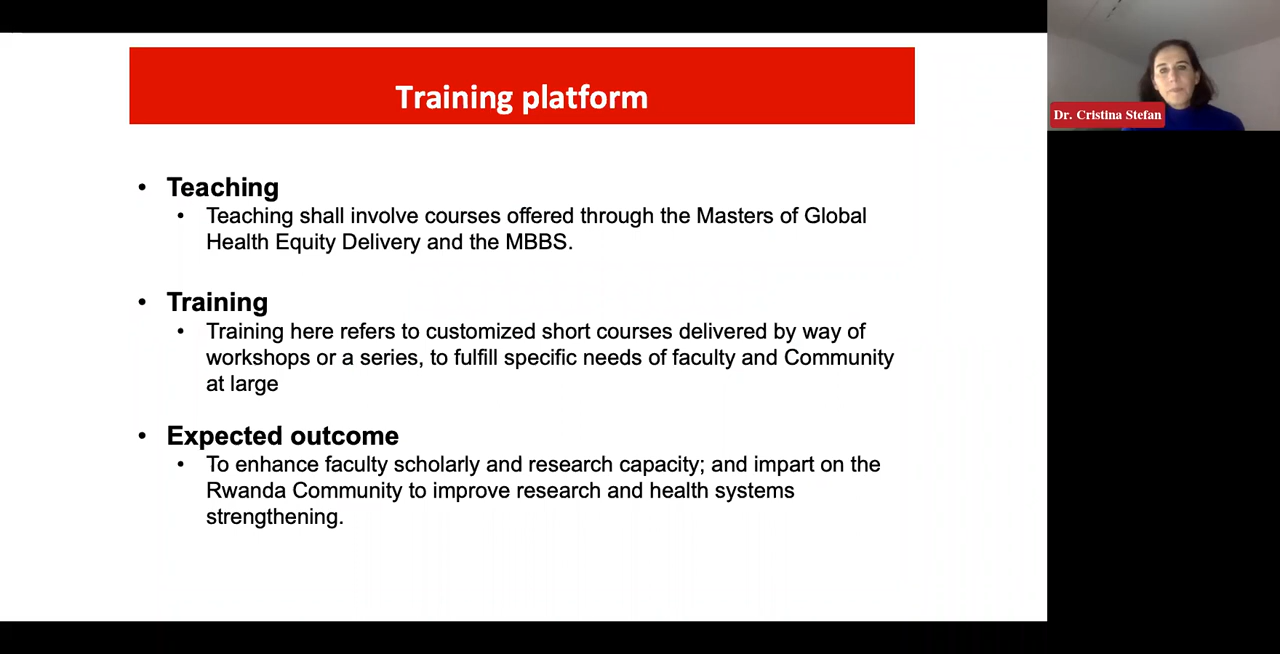 Training platform
Dr. Cristina Stefan
• Teaching
• Teaching shall involve courses offered through the Masters of Global
Health Equity Delivery and the MBBS.
• Training
• Training here refers to customized short courses delivered by way of
workshops or a series, to fulfill specific needs of faculty and Community
at large
• Expected outcome
• To enhance faculty scholarly and research capacity; and impart on the
Rwanda Community to improve research and health systems
strengthening.